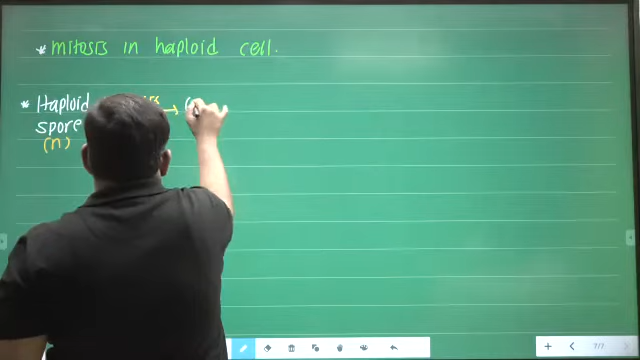 * mitosis in haploid cell.
* Haploid
spore
(n)
?/?